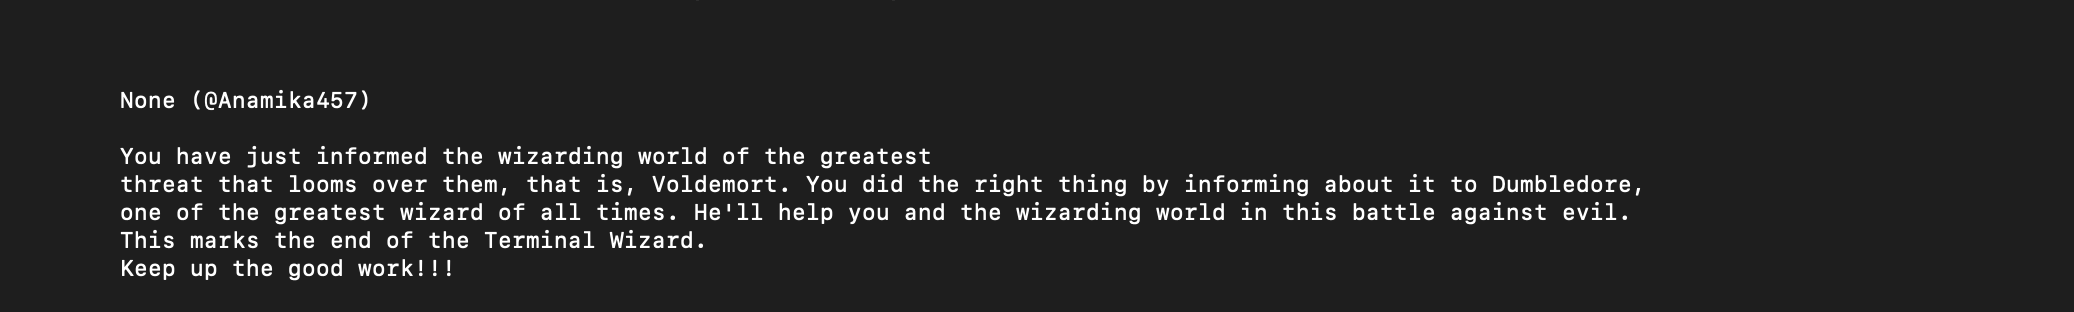 None (@Anamika457)
You have just informed the wizarding world of the greatest
threat that looms over them, that is, Voldemort. You did the right thing by informing about it to Dumbledore,
one of the greatest wizard of all times. He'll help you and the wizarding world in this battle against evil.
This marks the end of the Terminal Wizard.
Keep up the good work!!!